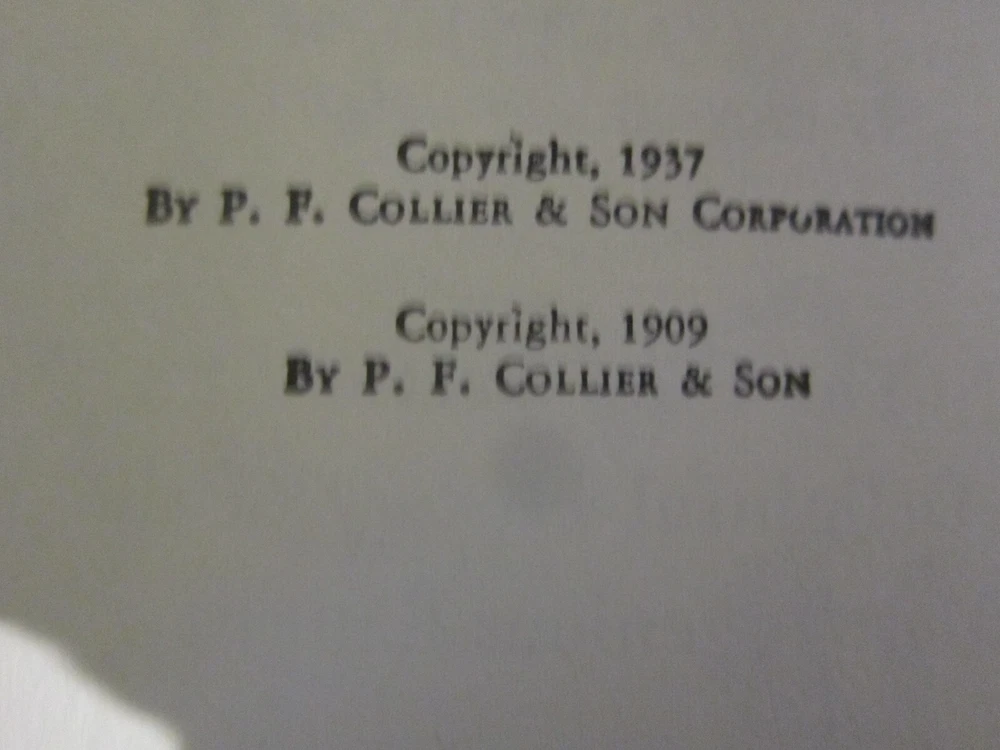 Copyright, 1937
By P. F. Collier & Son Corporation
Copyright, 1909
By P. F. Collier & Son